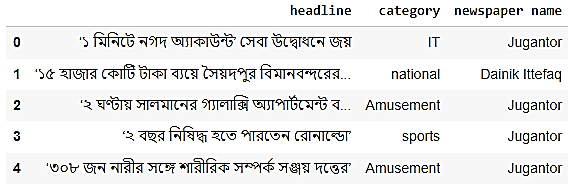 headline category newspaper name
0 '১ মিনিটে নগদ অ্যাকাউন্ট' সেবা উদ্বোধনে জয় IT Jugantor
1 '১৫ হাজার কোটি টাকা ব্যয়ে সৈয়দপুর বিমানবন্দরের... national Dainik Ittefaq
2 '২ ঘণ্টায় সালমানের গ্যালাক্সি অ্যাপার্টমেন্ট ব... Amusement Jugantor
3 '২ বছর নিষিদ্ধ হতে পারতেন রোনাল্ডো' sports Jugantor
4 '৩০৮ জন নারীর সঙ্গে শারীরিক সম্পর্ক সঞ্জয় দত্তের' Amusement Jugantor